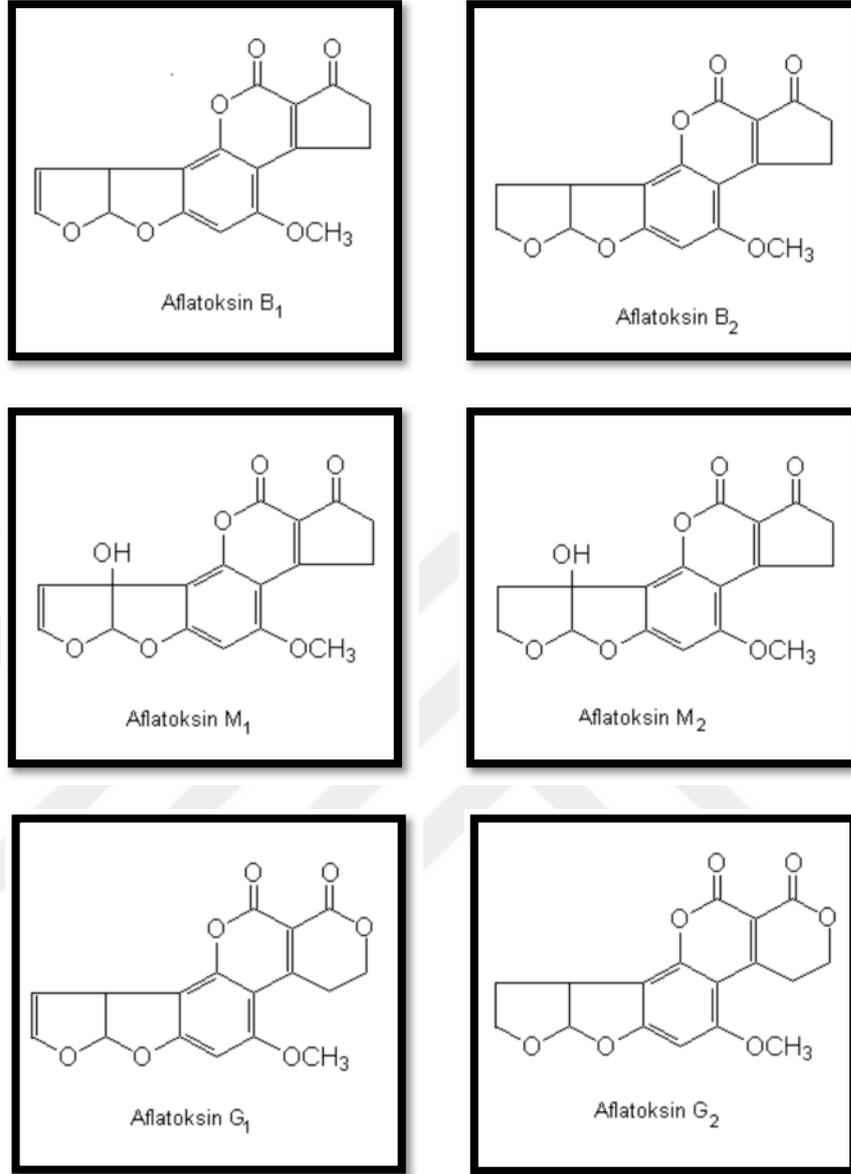 O O
O
O O
OCH3
Aflatoksin B1
O O
O
O O
OCH3
Aflatoksin B2
O O
O
OH
O O
OCH3
Aflatoksin M1
O O
O
OH
O O
OCH3
Aflatoksin M2
O O
O O
O O
OCH3
Aflatoksin G1
O O
O O
O O
OCH3
Aflatoksin G2